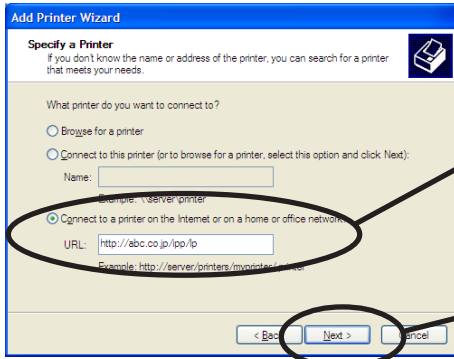 Add Printer Wizard
Specify a Printer
If you don't know the name or address of the printer, you can search for a printer
that meets your needs.
What printer do you want to connect to?
Browse for a printer
Connect to this printer (or to browse for a printer, select this option and click Next):
Name:
Example: \\server\printer
Connect to a printer on the Internet or on a home or office network:
URL: http://abc.co.jp/ipp/lp
Example: http://server/printers/myprinter/.printer
< Back Next > Cancel